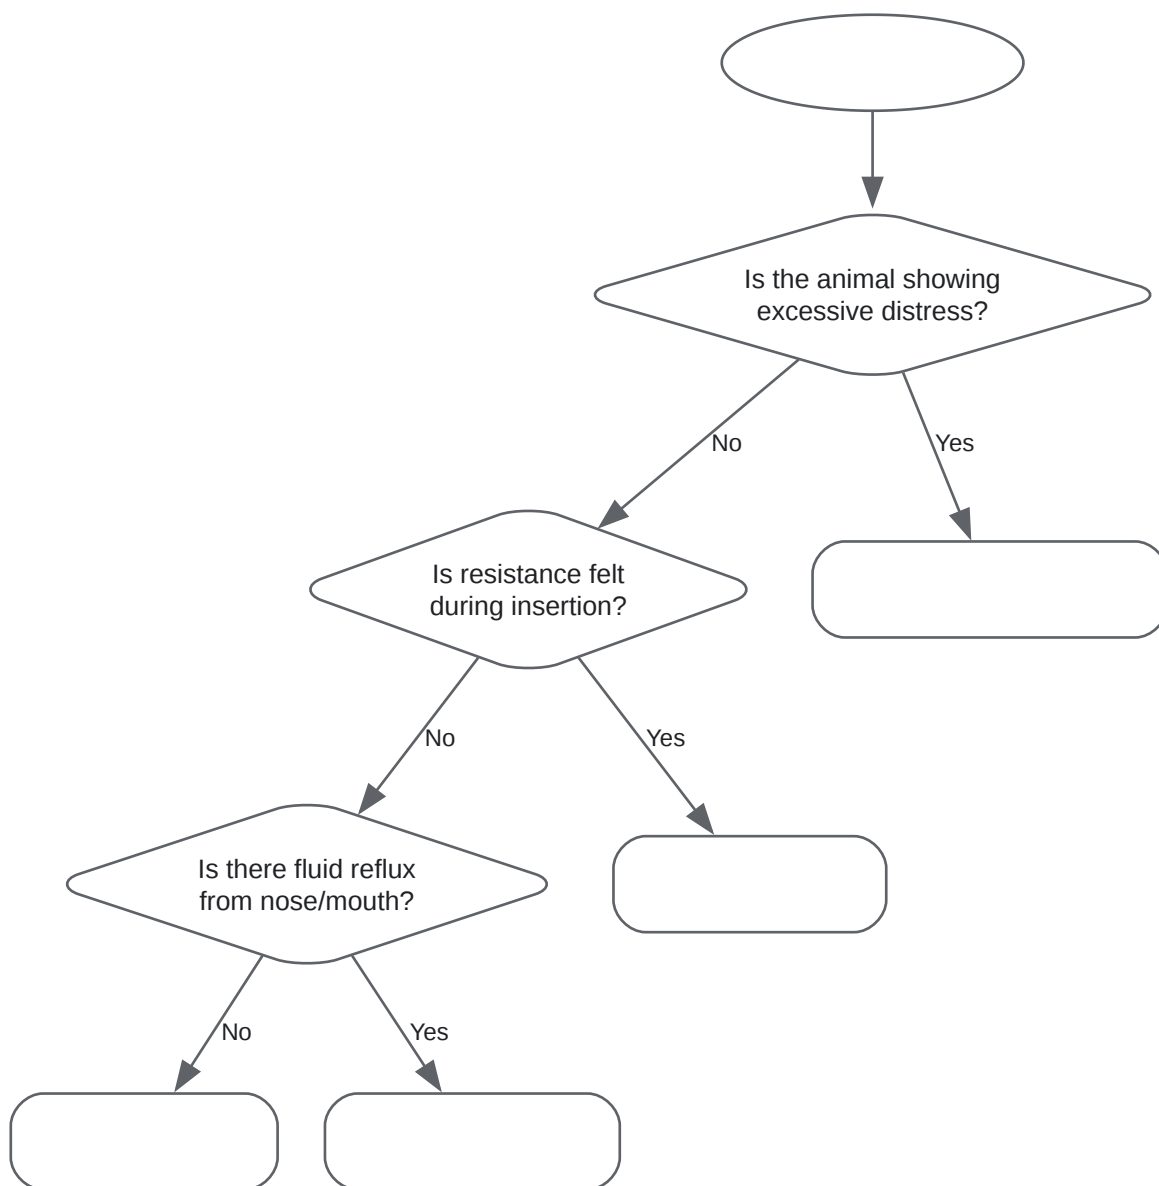 Is the animal showing
excessive distress?
No
Yes
Is resistance felt
during insertion?
No
Yes
Is there fluid reflux
from nose/mouth?
No
Yes